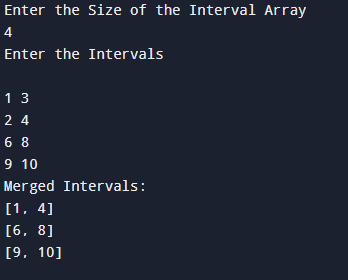 Enter the Size of the Interval Array
4
Enter the Intervals
1 3
2 4
6 8
9 10
Merged Intervals:
[1, 4]
[6, 8]
[9, 10]